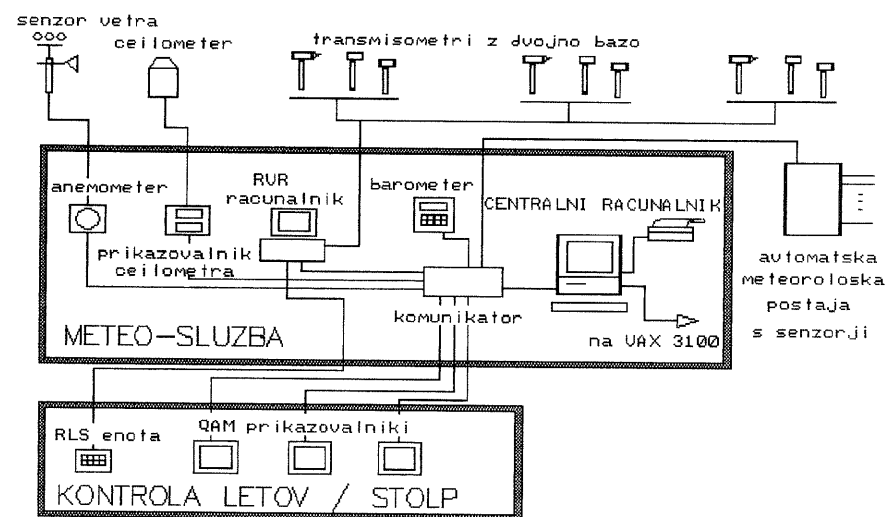 senzor vetra
ceilometer
transmisometri z dvojno bazo
anemometer
RVR
racunalnik
barometer
CENTRALNI RACUNALNIK
prikazovalnik
ceilometra
komunikator
avtomatska
meteoroloska
postaja
s senzorji
METEO-SLUZBA
na VAX 3100
RLS enota
QAM prikazovalniki
KONTROLA LETOV / STOLP